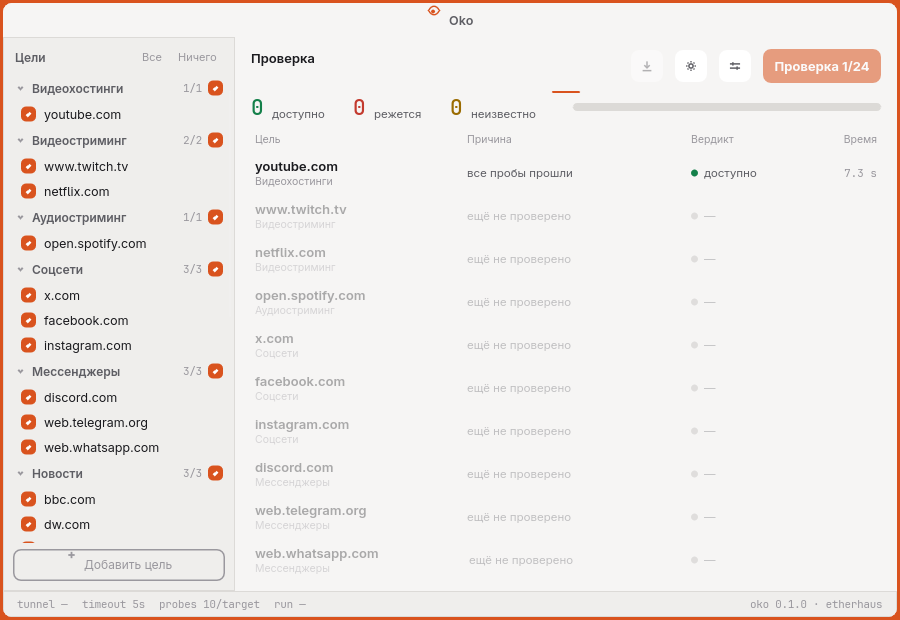 Oko
Цели Все Ничего
Видеохостинги 1/1
youtube.com
Видеостриминг 2/2
www.twitch.tv
netflix.com
Аудиостриминг 1/1
open.spotify.com
Соцсети 3/3
x.com
facebook.com
instagram.com
Мессенджеры 3/3
discord.com
web.telegram.org
web.whatsapp.com
Новости 3/3
bbc.com
dw.com
Добавить цель
Проверка
Проверка 1/24
0 доступно 0 режется 0 неизвестно
Цель Причина Вердикт Время
youtube.com
Видеохостинги
все пробы прошли доступно 7.3 s
www.twitch.tv
Видеостриминг
ещё не проверено —
netflix.com
Видеостриминг
ещё не проверено —
open.spotify.com
Аудиостриминг
ещё не проверено —
x.com
Соцсети
ещё не проверено —
facebook.com
Соцсети
ещё не проверено —
instagram.com
Соцсети
ещё не проверено —
discord.com
Мессенджеры
ещё не проверено —
web.telegram.org
Мессенджеры
ещё не проверено —
web.whatsapp.com
Мессенджеры
ещё не проверено —
tunnel — timeout 5s probes 10/target run — oko 0.1.0 · etherhaus